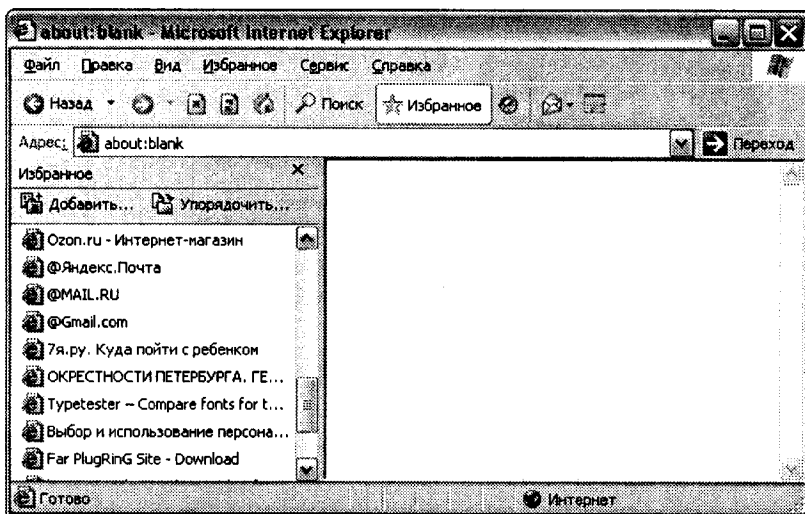 about:blank - Microsoft Internet Explorer
Файл Правка Вид Избранное Сервис Справка
Назад Поиск Избранное
Адрес: about:blank Переход
Избранное
Добавить... Упорядочить...
Ozon.ru - Интернет-магазин
@Яндекс.Почта
@MAIL.RU
@Gmail.com
7я.ру. Куда пойти с ребенком
ОКРЕСТНОСТИ ПЕТЕРБУРГА. ГЕ...
Typetester – Compare fonts for t...
Выбор и использование персона...
Far PlugRinG Site - Download
Готово Интернет